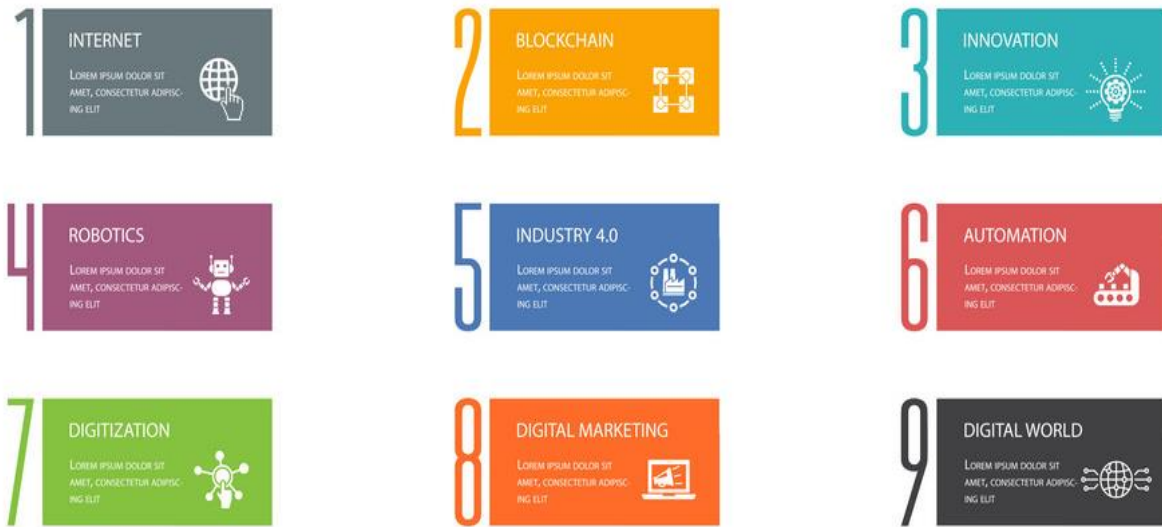 1
INTERNET
LOREM IPSUM DOLOR SIT
AMET, CONSECTETUR ADIPISC-
ING ELIT
2
BLOCKCHAIN
LOREM IPSUM DOLOR SIT
AMET, CONSECTETUR ADIPISC-
ING ELIT
3
INNOVATION
LOREM IPSUM DOLOR SIT
AMET, CONSECTETUR ADIPISC-
ING ELIT
4
ROBOTICS
LOREM IPSUM DOLOR SIT
AMET, CONSECTETUR ADIPISC-
ING ELIT
5
INDUSTRY 4.0
LOREM IPSUM DOLOR SIT
AMET, CONSECTETUR ADIPISC-
ING ELIT
6
AUTOMATION
LOREM IPSUM DOLOR SIT
AMET, CONSECTETUR ADIPISC-
ING ELIT
7
DIGITIZATION
LOREM IPSUM DOLOR SIT
AMET, CONSECTETUR ADIPISC-
ING ELIT
8
DIGITAL MARKETING
LOREM IPSUM DOLOR SIT
AMET, CONSECTETUR ADIPISC-
ING ELIT
9
DIGITAL WORLD
LOREM IPSUM DOLOR SIT
AMET, CONSECTETUR ADIPISC-
ING ELIT